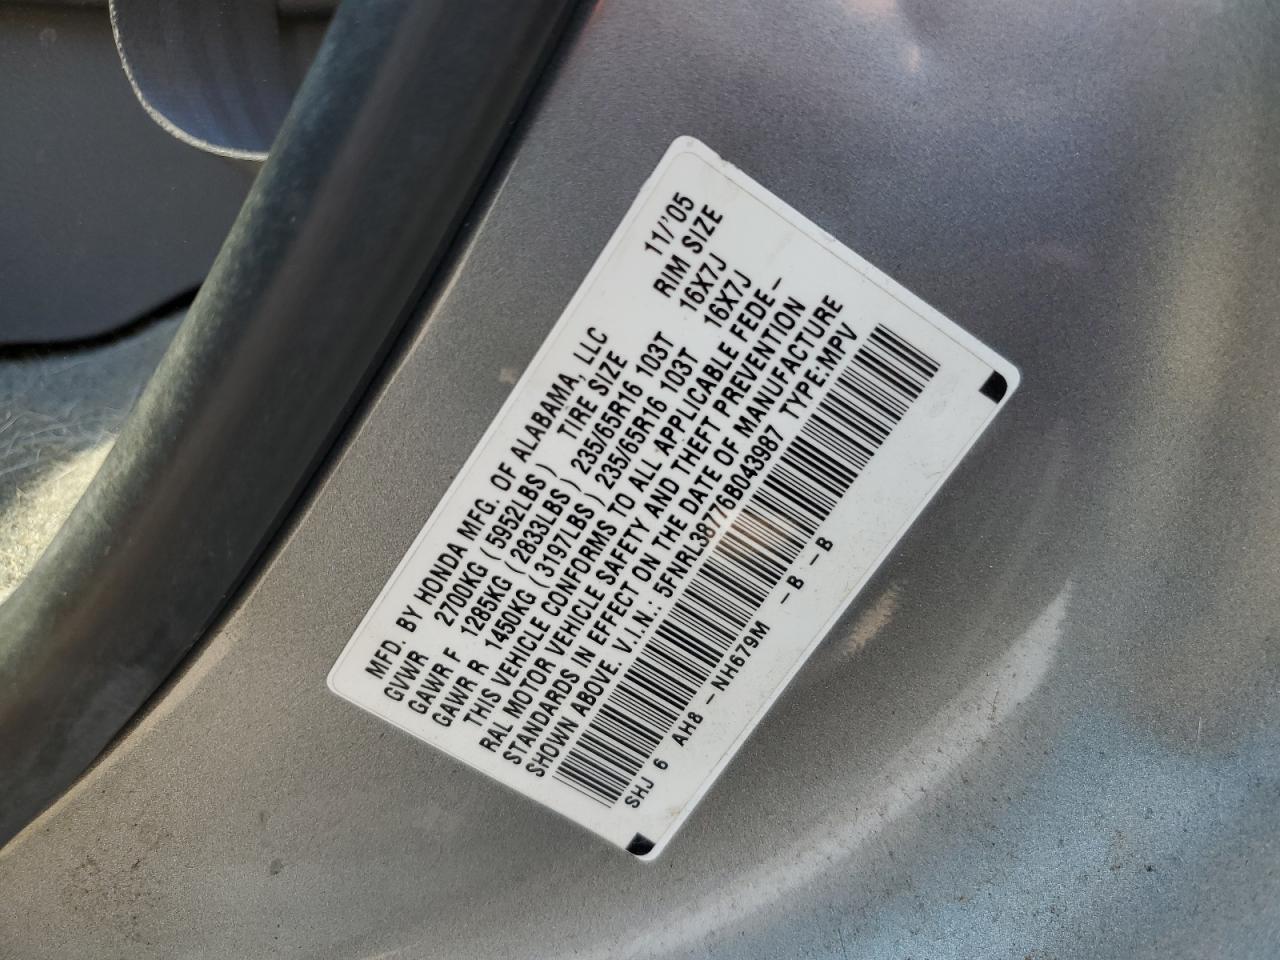 MFD. BY HONDA MFG. OF ALABAMA, LLC 11/'05
GVWR 2700KG (5952LBS) TIRE SIZE RIM SIZE
GAWR F 1285KG (2833LBS) 235/65R16 103T 16X7J
GAWR R 1450KG (3197LBS) 235/65R16 103T 16X7J
THIS VEHICLE CONFORMS TO ALL APPLICABLE FEDE-
RAL MOTOR VEHICLE SAFETY AND THEFT PREVENTION
STANDARDS IN EFFECT ON THE DATE OF MANUFACTURE
SHOWN ABOVE. V.I.N.: 5FNRL38776B043987 TYPE:MPV
SHJ 6 AH8 - NH679M - B - B